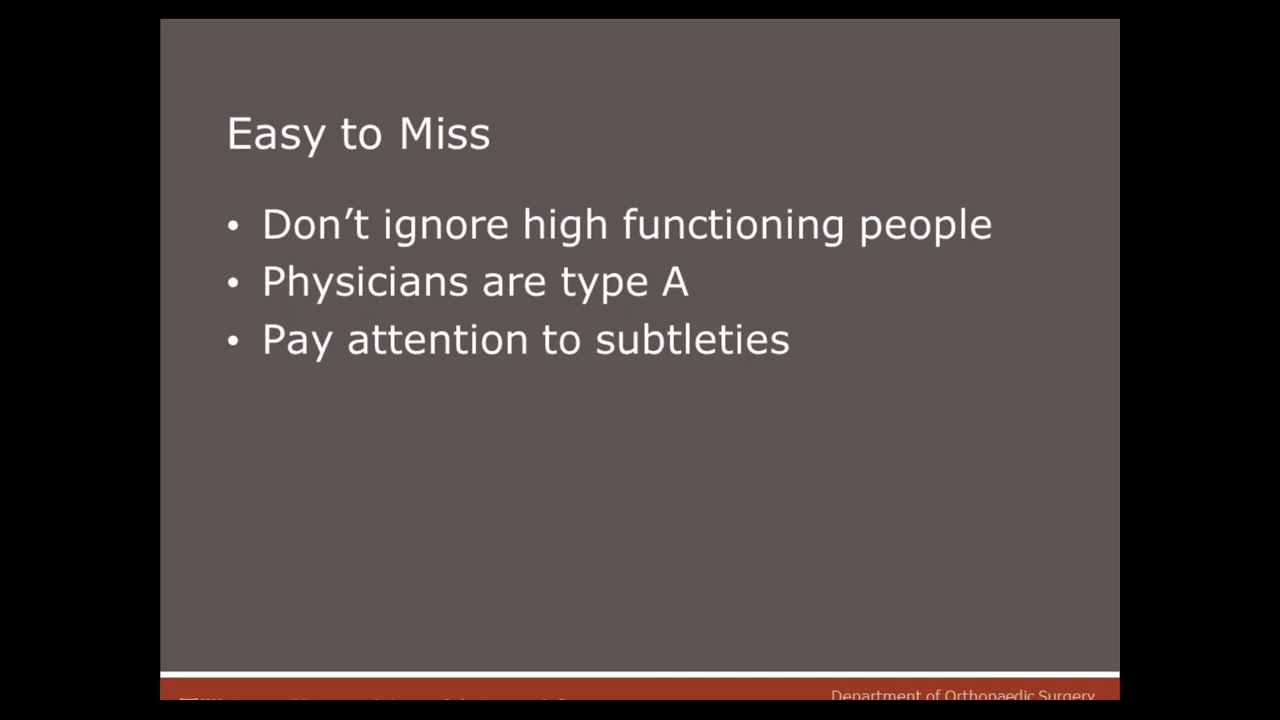 Easy to Miss
• Don’t ignore high functioning people
• Physicians are type A
• Pay attention to subtleties
Department of Orthopaedic Surgery